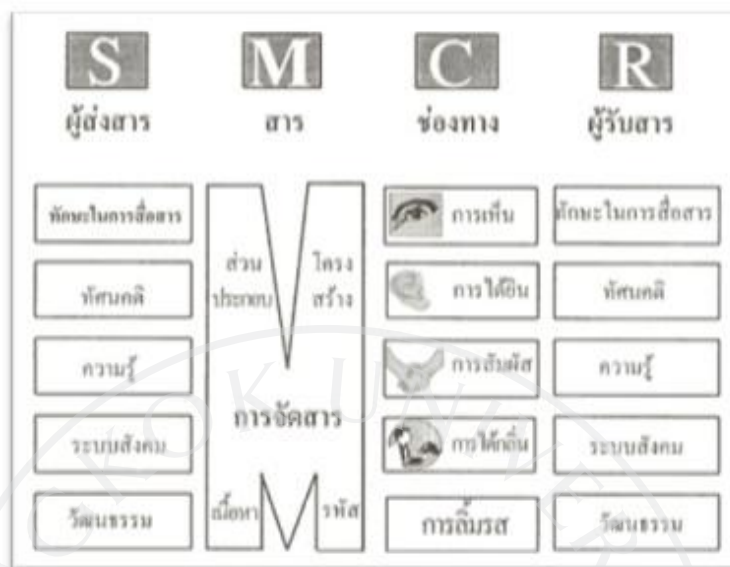 S M C R
ผู้ส่งสาร สาร ช่องทาง ผู้รับสาร
ทักษะในการสื่อสาร
ทัศนคติ
ความรู้
ระบบสังคม
วัฒนธรรม
ส่วน
ประกอบ
โครง
สร้าง
การจัดสาร
เนื้อหา
รหัส
การเห็น
การได้ยิน
การสัมผัส
การได้กลิ่น
การลิ้มรส
ทักษะในการสื่อสาร
ทัศนคติ
ความรู้
ระบบสังคม
วัฒนธรรม